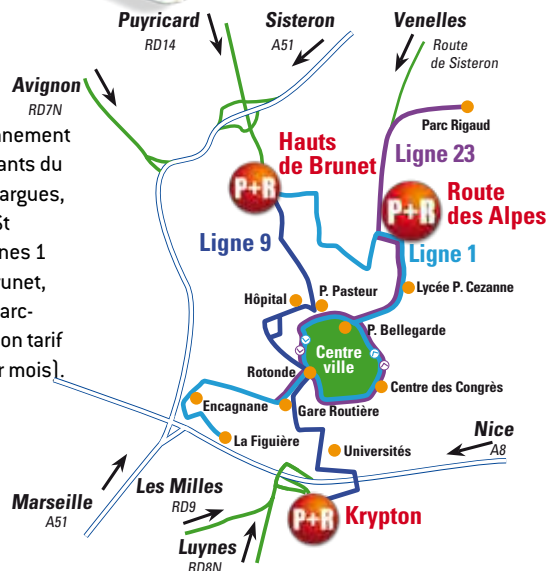 Puyricard
RD14
Sisteron
A51
Venelles
Route
de Sisteron
Avignon
RD7N
nnement
ants du
argues,
St
nes 1
runet,
arc-
on tarif
r mois).
Parc Rigaud
Hauts
de Brunet
P+R
Ligne 23
P+R
Route
des Alpes
Ligne 9
Ligne 1
Lycée P. Cezanne
Hôpital
P. Pasteur
P. Bellegarde
Centre
ville
Rotonde
Centre des Congrès
Encagnane
Gare Routière
La Figuière
Universités
Nice
A8
Marseille
A51
Les Milles
RD9
P+R
Krypton
Luynes
RD8N